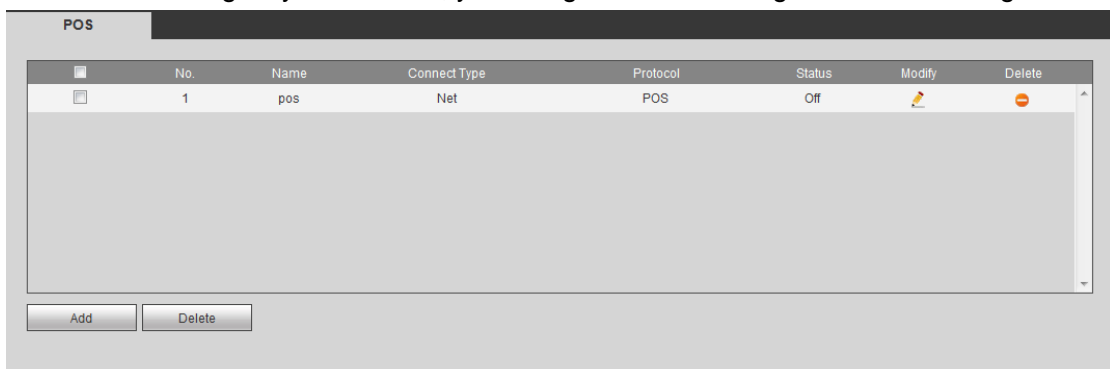 POS
No. Name Connect Type Protocol Status Modify Delete
1 pos Net POS Off
Add Delete